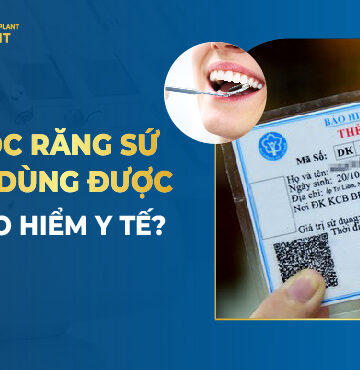 PLANT
NT
ỌC RĂNG SỨ
DÙNG ĐƯỢC
O HIỂM Y TẾ?
BẢO HI
THẺ
Mã Số: DK
Họ và tên:
Ngày sinh: 20/10
Địa chỉ:
Nơi ĐK KCB BĐ
Giá trị sử dụng:
Thời đi